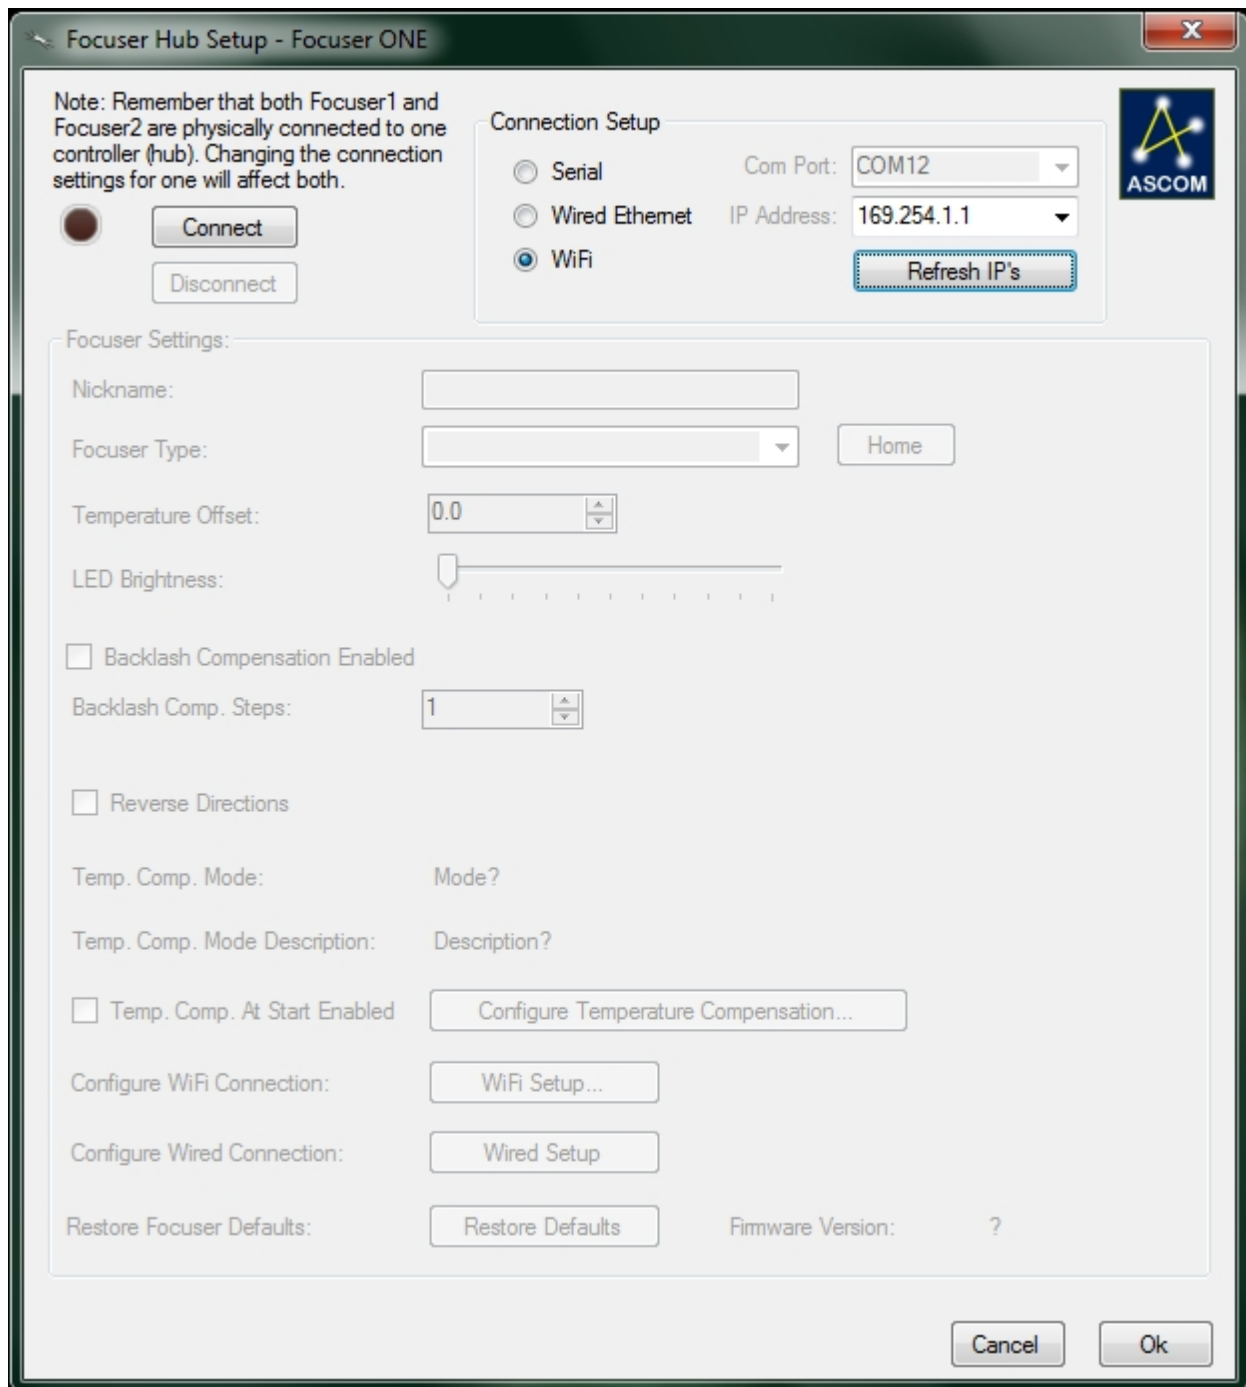 Focuser Hub Setup - Focuser ONE
Note: Remember that both Focuser1 and
Focuser2 are physically connected to one
controller (hub). Changing the connection
settings for one will affect both.
Connect
Disconnect
Connection Setup
Serial
Com Port:
COM12
Wired Ethernet
IP Address:
169.254.1.1
WiFi
Refresh IP's
ASCOM
Focuser Settings:
Nickname:
Focuser Type:
Home
Temperature Offset:
0.0
LED Brightness:
Backlash Compensation Enabled
Backlash Comp. Steps:
1
Reverse Directions
Temp. Comp. Mode:
Mode?
Temp. Comp. Mode Description:
Description?
Temp. Comp. At Start Enabled
Configure Temperature Compensation...
Configure WiFi Connection:
WiFi Setup...
Configure Wired Connection:
Wired Setup
Restore Focuser Defaults:
Restore Defaults
Firmware Version:
?
Cancel
Ok